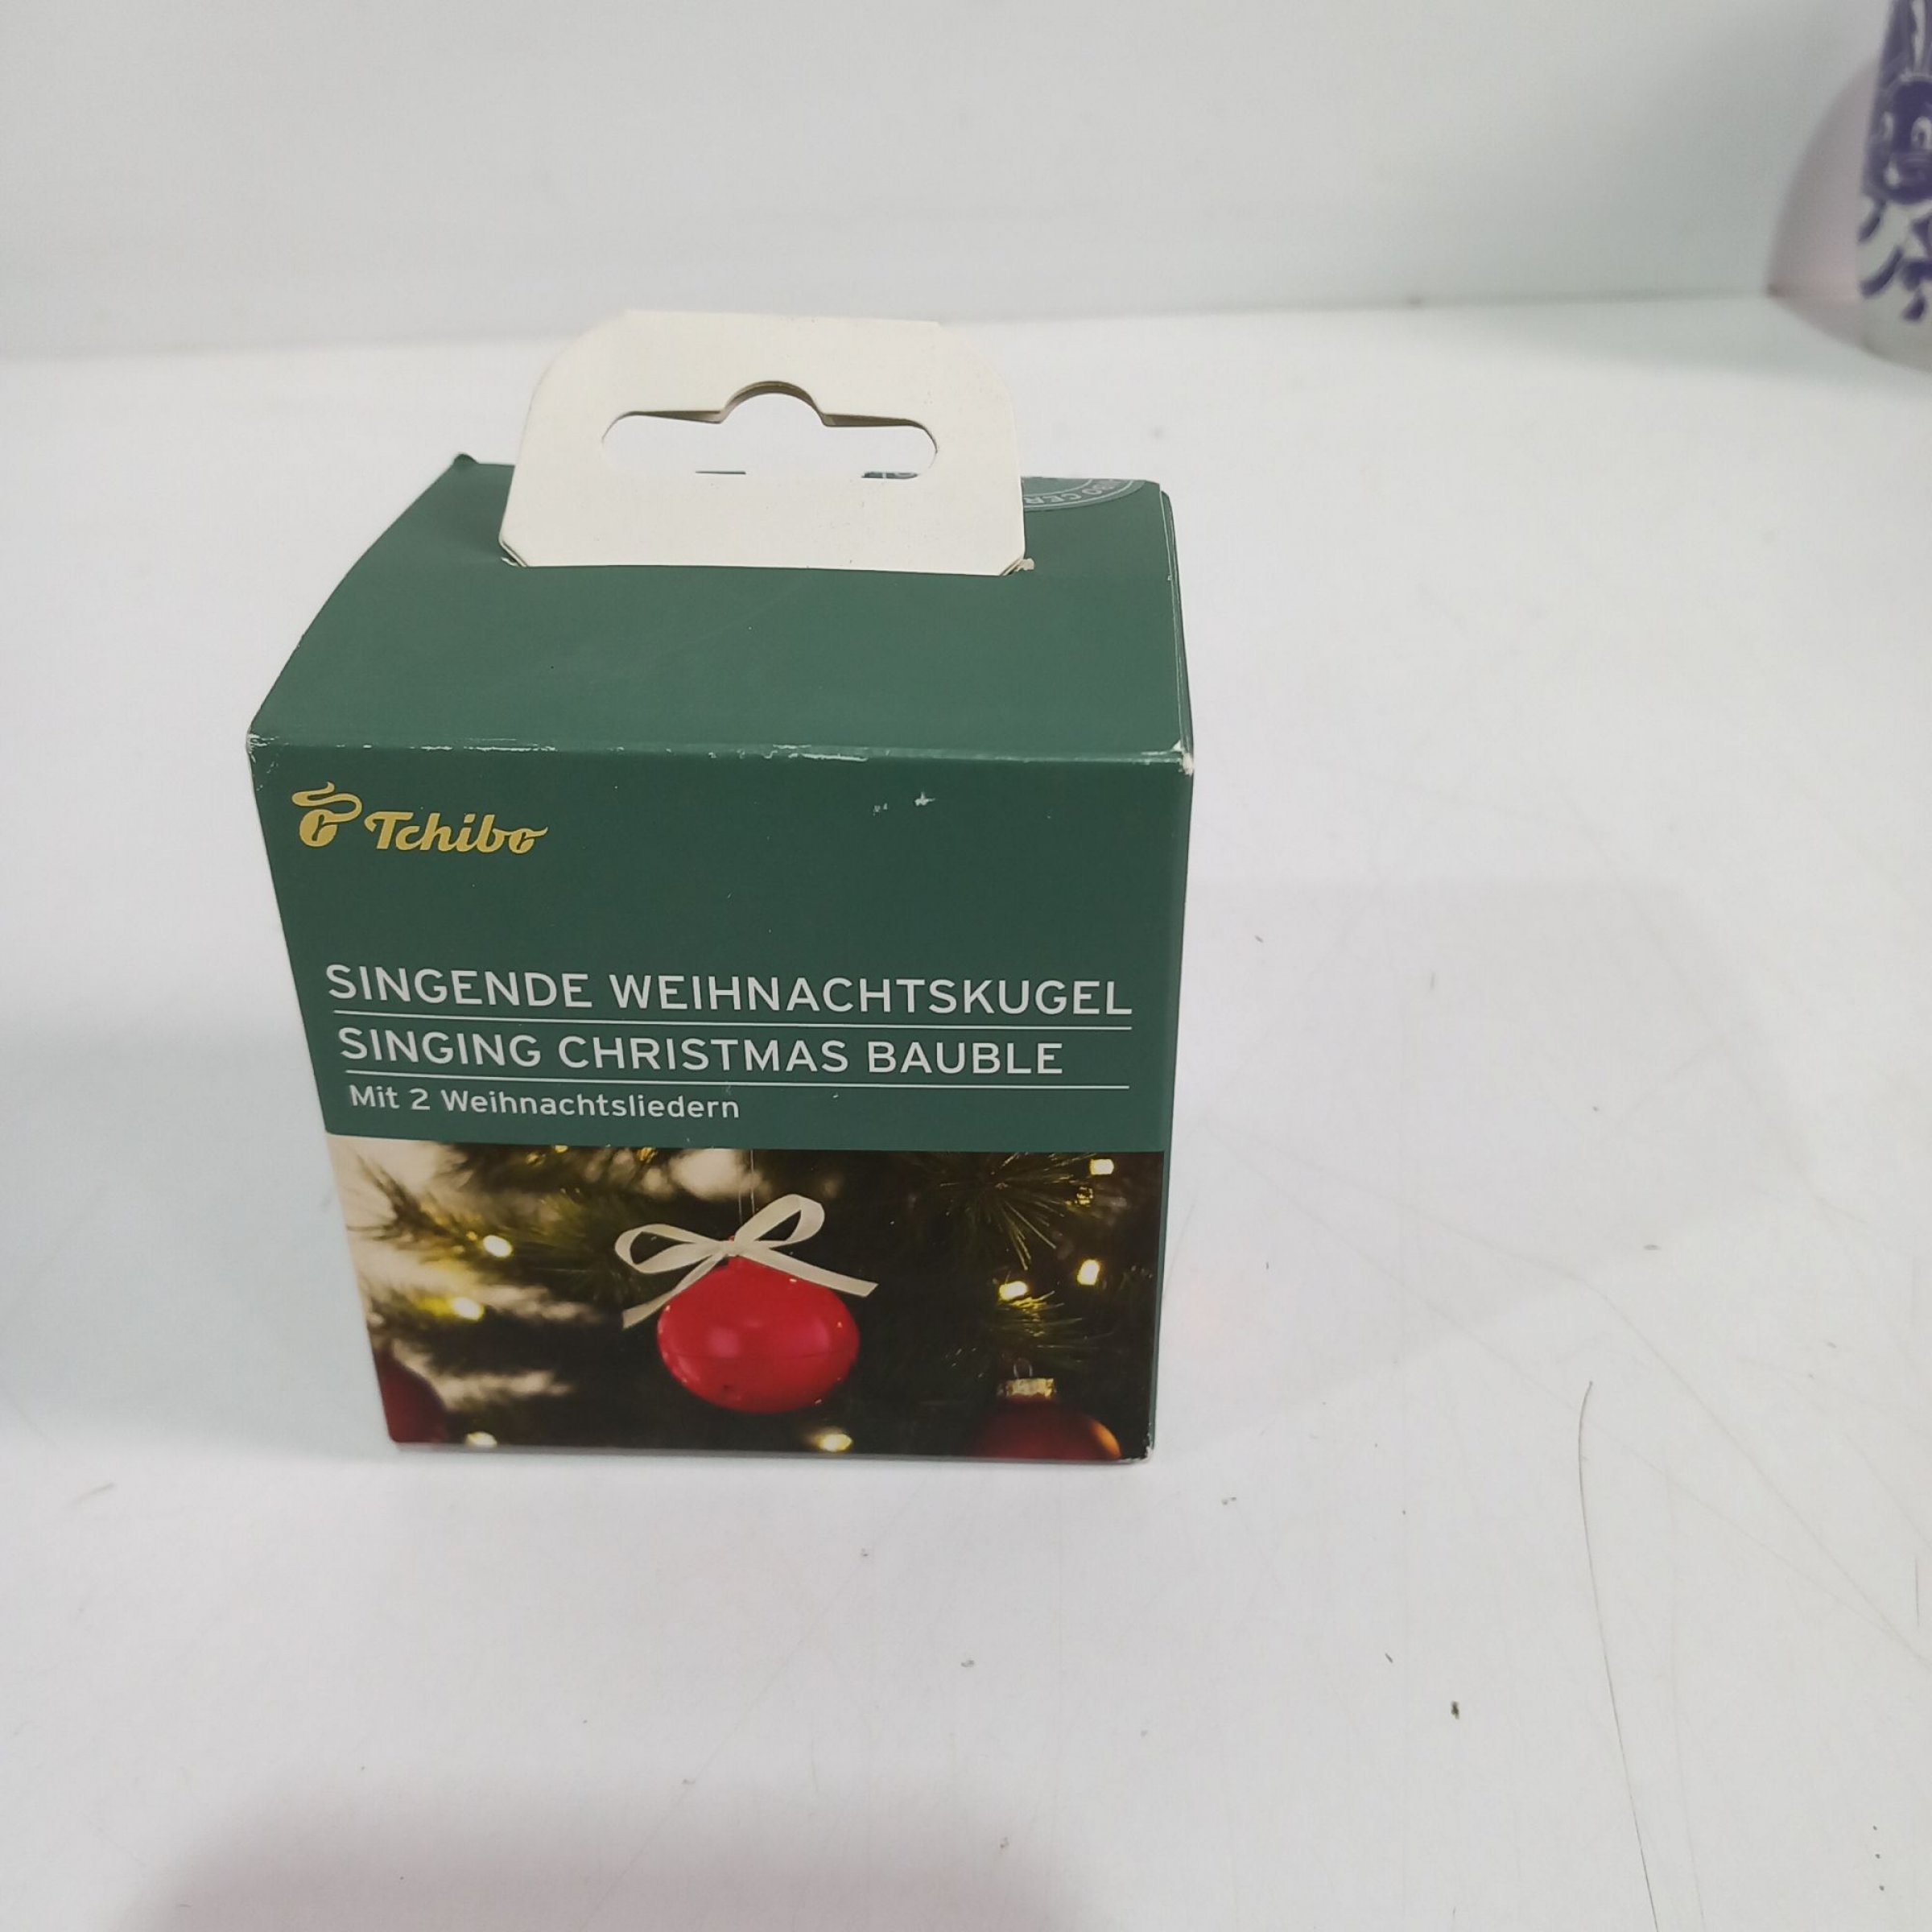 Tchibo
SINGENDE WEIHNACHTSKUGEL
SINGING CHRISTMAS BAUBLE
Mit 2 Weihnachtsliedern